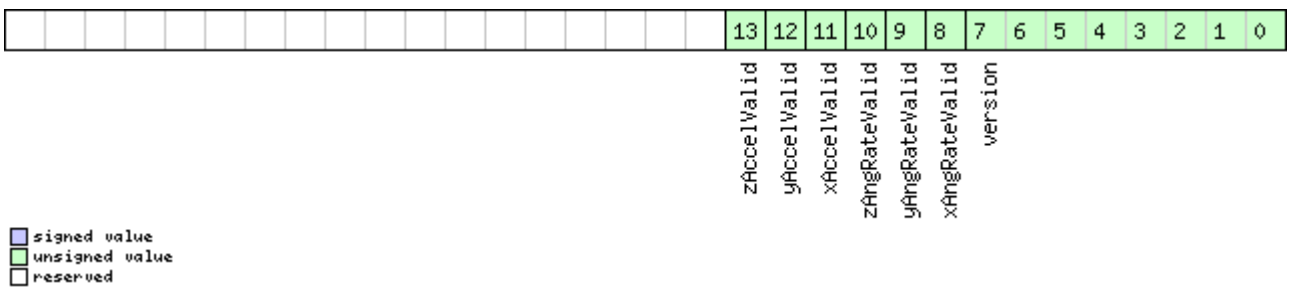 13 12 11 10 9 8 7 6 5 4 3 2 1 0
zAccelValid
yAccelValid
xAccelValid
zAngRateValid
yAngRateValid
xAngRateValid
version
signed value
unsigned value
reserved